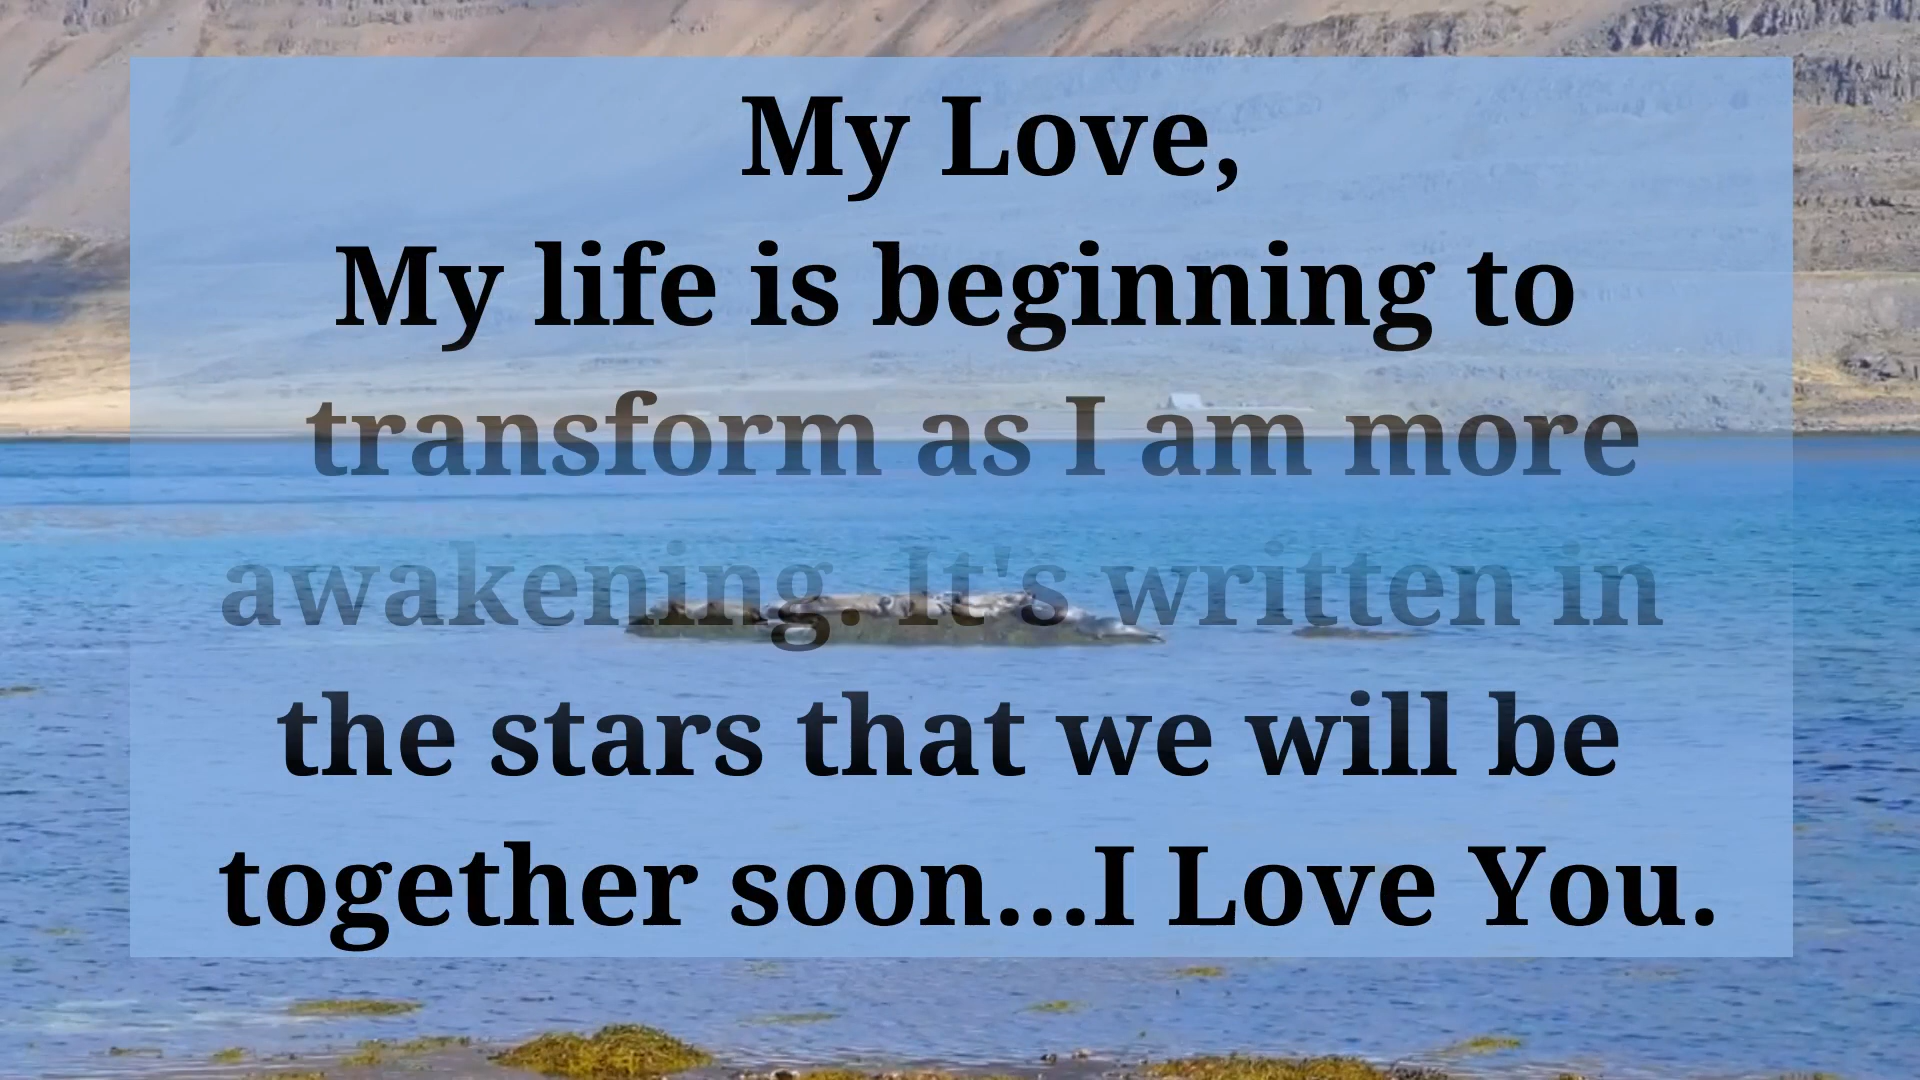 My Love,
My life is beginning to
transform as I am more
awakening. It's written in
the stars that we will be
together soon...I Love You.